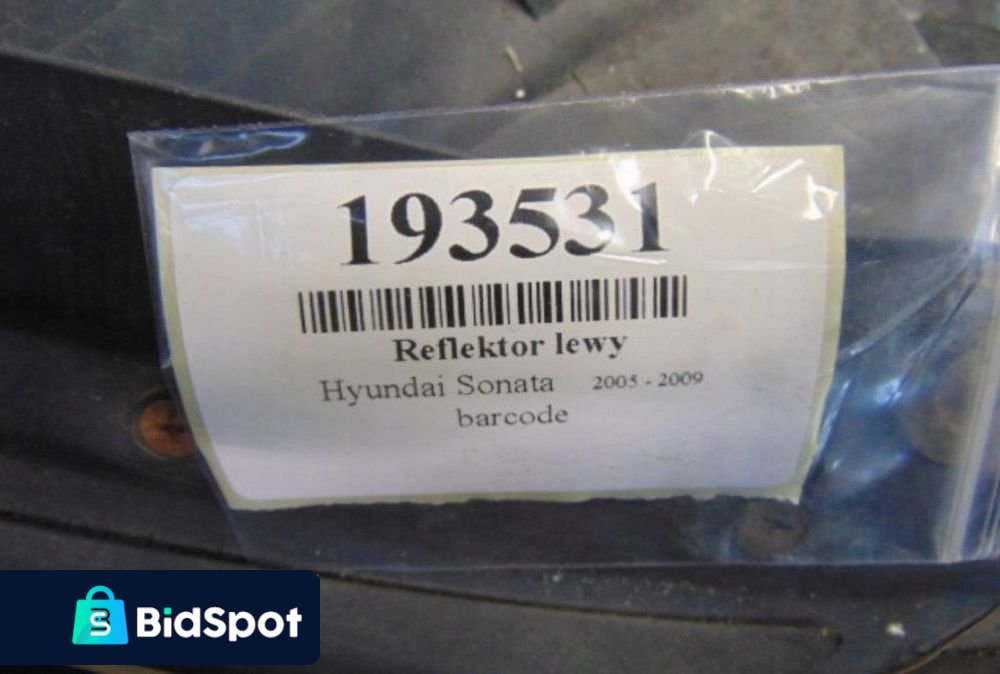 193531
Reflektor lewy
Hyundai Sonata 2005 - 2009
barcode
BidSpot